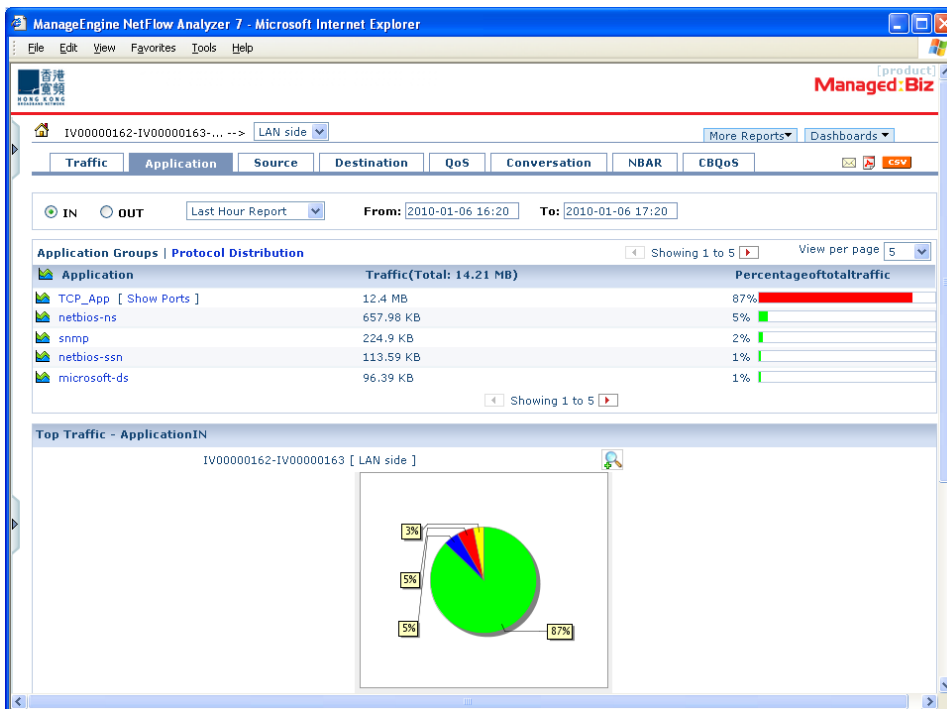 ManageEngine NetFlow Analyzer 7 - Microsoft Internet Explorer
File Edit View Favorites Tools Help
香港
寬頻
HONG KONG
BROADBAND NETWORK
[product]
Managed:Biz
IV00000162-IV00000163-... --> LAN side
More Reports Dashboards
Traffic Application Source Destination QoS Conversation NBAR CBQoS CSV
IN OUT Last Hour Report From: 2010-01-06 16:20 To: 2010-01-06 17:20
Application Groups | Protocol Distribution Showing 1 to 5 View per page 5
Application Traffic(Total: 14.21 MB) Percentageoftotaltraffic
TCP_App [ Show Ports ] 12.4 MB 87%
netbios-ns 657.98 KB 5%
snmp 224.9 KB 2%
netbios-ssn 113.59 KB 1%
microsoft-ds 96.39 KB 1%
Showing 1 to 5
Top Traffic - ApplicationIN
IV00000162-IV00000163 [ LAN side ]
3%
5%
5%
87%